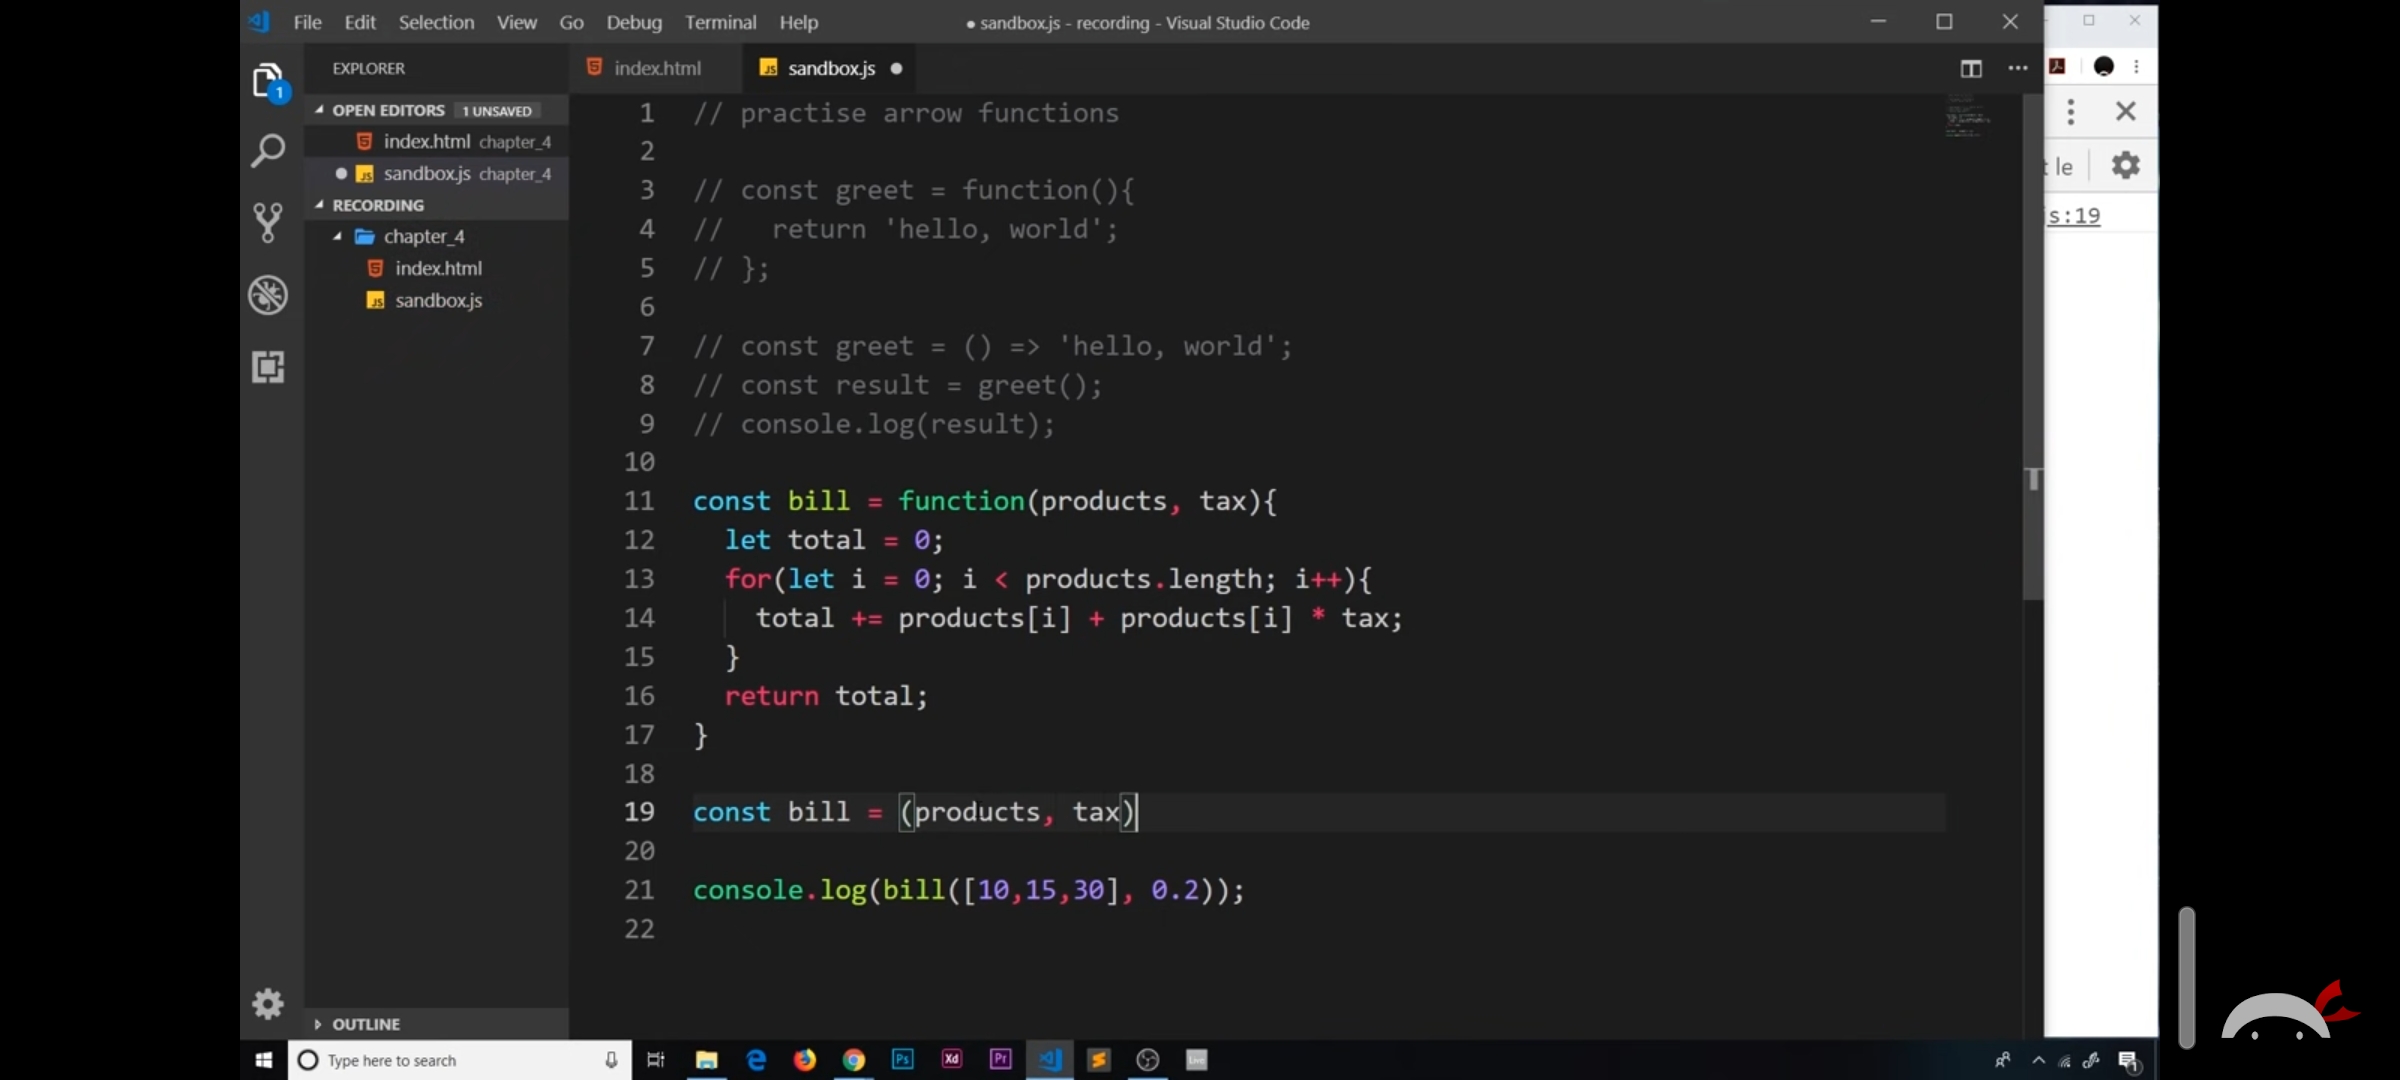 File Edit Selection View Go Debug Terminal Help
● sandbox.js - recording - Visual Studio Code
EXPLORER
OPEN EDITORS 1 UNSAVED
index.html chapter_4
sandbox.js chapter_4
RECORDING
chapter_4
index.html
sandbox.js
OUTLINE
index.html sandbox.js
1 // practise arrow functions
2
3 // const greet = function(){
4 //   return 'hello, world';
5 // };
6
7 // const greet = () => 'hello, world';
8 // const result = greet();
9 // console.log(result);
10
11 const bill = function(products, tax){
12   let total = 0;
13   for(let i = 0; i < products.length; i++){
14     total += products[i] + products[i] * tax;
15   }
16   return total;
17 }
18
19 const bill = (products, tax)
20
21 console.log(bill([10,15,30], 0.2));
22
t le
js:19
Type here to search
Ps Xd Pr